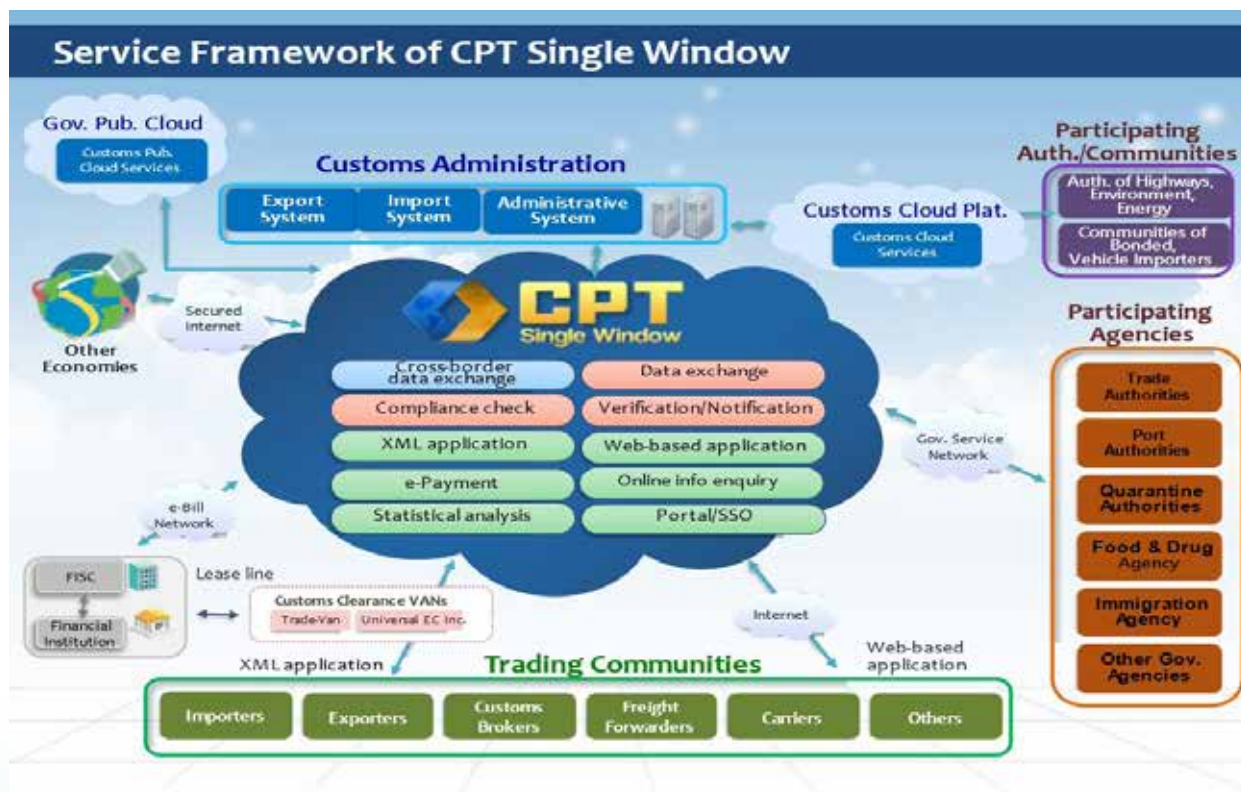 Service Framework of CPT Single Window
Gov. Pub. Cloud
Customs Pub.
Cloud Services
Customs Administration
Export
System
Import
System
Administrative
System
Customs Cloud Plat.
Customs Cloud
Services
Participating
Auth./Communities
Auth. of Highways,
Environment,
Energy
Communities of
Bonded,
Vehicle Importers
Other
Economies
Secured
Internet
CPT
Single Window
Cross-border
data exchange
Data exchange
Compliance check
Verification/Notification
XML application
Web-based application
e-Payment
Online info enquiry
Statistical analysis
Portal/SSO
Gov. Service
Network
Participating
Agencies
Trade
Authorities
Port
Authorities
Quarantine
Authorities
Food & Drug
Agency
Immigration
Agency
Other Gov.
Agencies
e-Bill
Network
FISC
Financial
Institution
Lease line
Customs Clearance VANs
Trade-Van
Universal EC Inc.
XML application
Internet
Web-based
application
Trading Communities
Importers
Exporters
Customs
Brokers
Freight
Forwarders
Carriers
Others